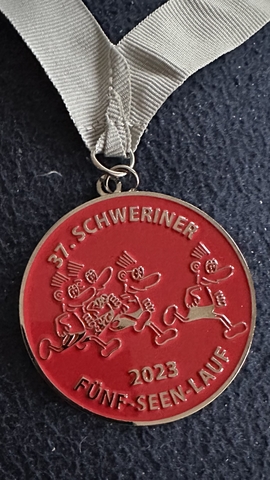 37. SCHWERINER
2023
FÜNF-SEEN-LAUF